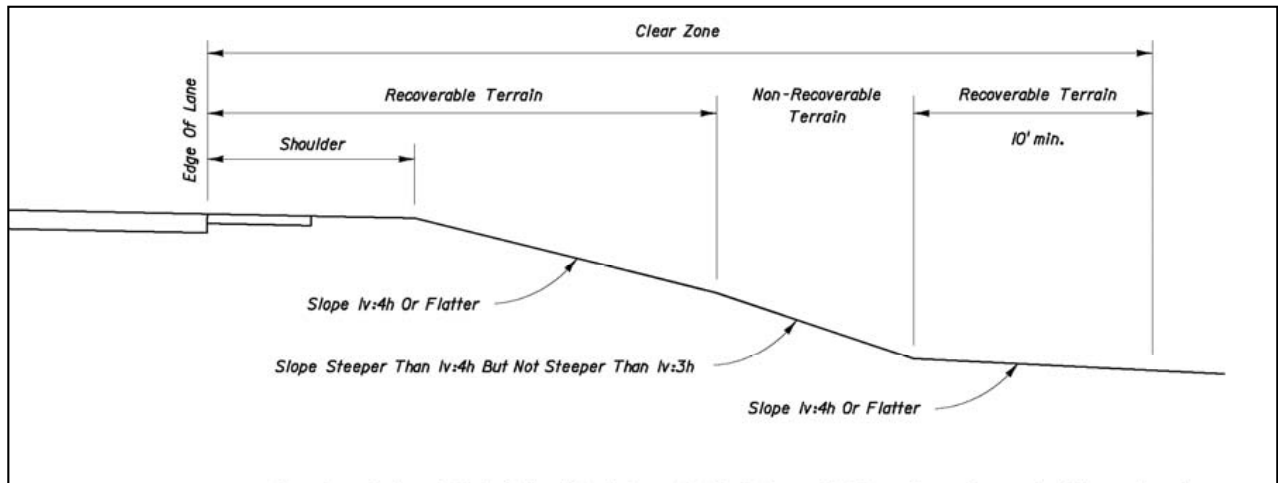 Clear Zone
Edge Of Lane
Recoverable Terrain
Non-Recoverable
Terrain
Recoverable Terrain
10' min.
Shoulder
Slope 1v:4h Or Flatter
Slope Steeper Than 1v:4h But Not Steeper Than 1v:3h
Slope 1v:4h Or Flatter